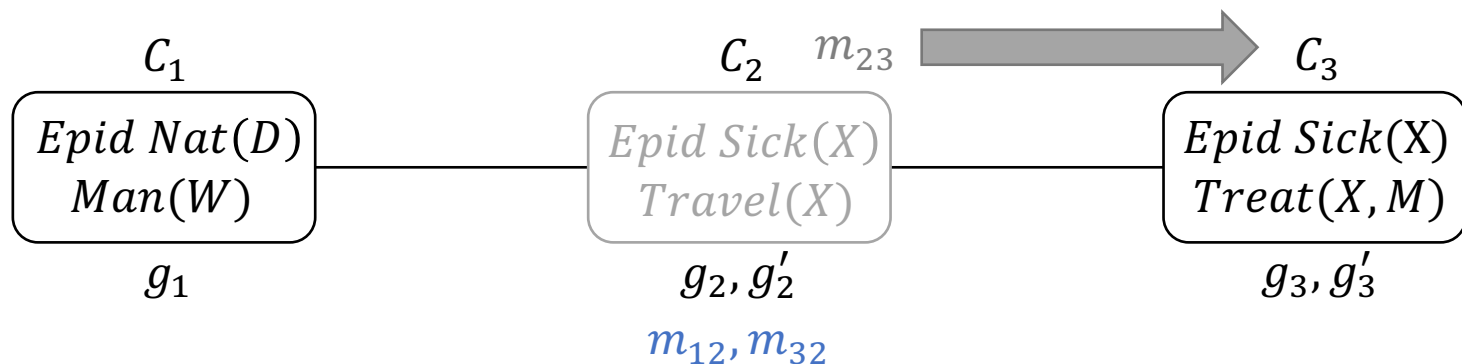 C₁
Epid Nat(D)
Man(W)
g₁
C₂
m₂₃
Epid Sick(X)
Travel(X)
g₂, g₂′
m₁₂, m₃₂
C₃
Epid Sick(X)
Treat(X, M)
g₃, g₃′